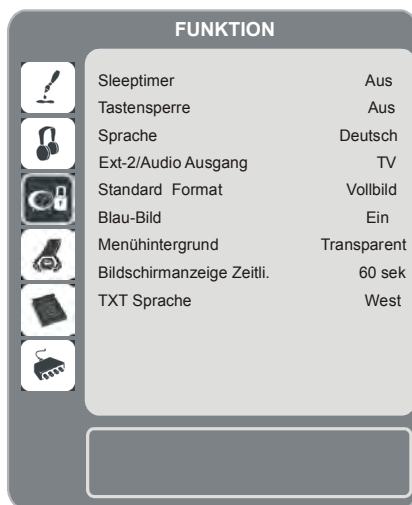 FUNKTION
Sleeptimer Aus
Tastensperre Aus
Sprache Deutsch
Ext-2/Audio Ausgang TV
Standard Format Vollbild
Blau-Bild Ein
Menühintergrund Transparent
Bildschirmanzeige Zeitli. 60 sek
TXT Sprache West